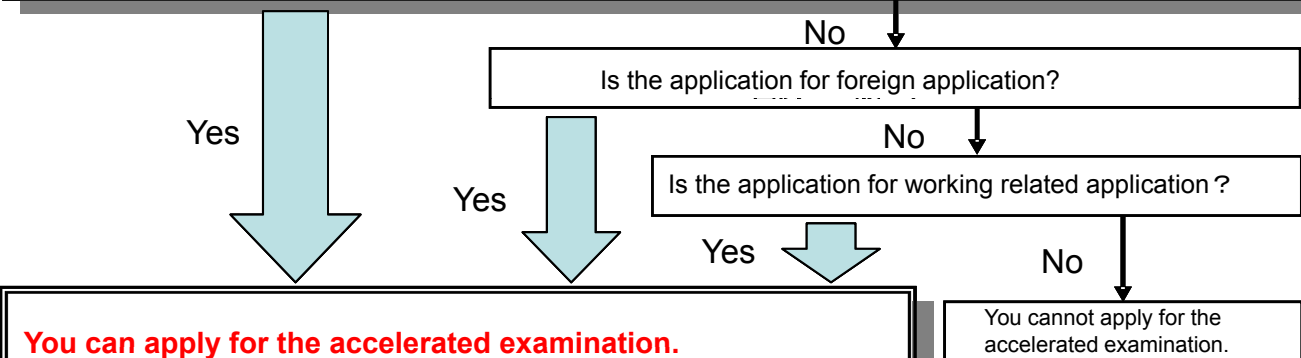 No
Is the application for foreign application?
Yes
No
Is the application for working related application？
Yes
Yes
No
You can apply for the accelerated examination.
You cannot apply for the
accelerated examination.